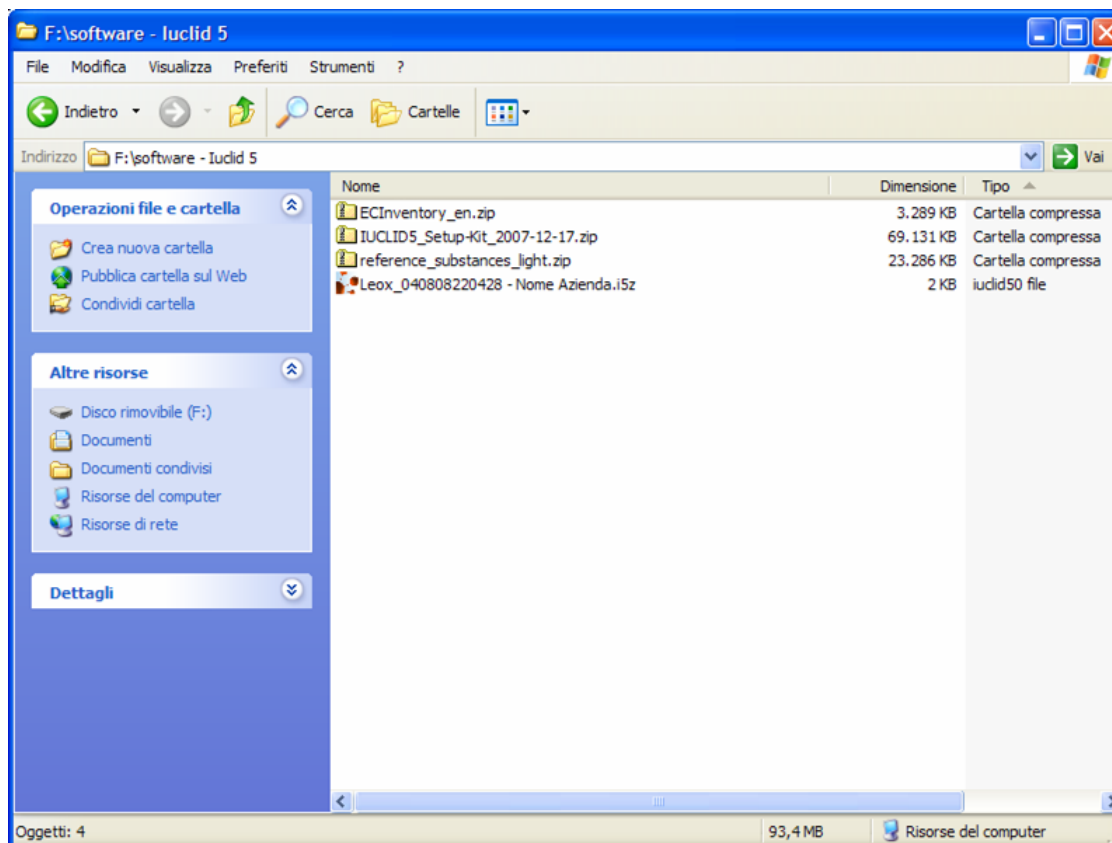 F:\software - Iuclid 5
File Modifica Visualizza Preferiti Strumenti ?
Indietro Cerca Cartelle
Indirizzo F:\software - Iuclid 5 Vai
Operazioni file e cartella
Crea nuova cartella
Pubblica cartella sul Web
Condividi cartella
Altre risorse
Disco rimovibile (F:)
Documenti
Documenti condivisi
Risorse del computer
Risorse di rete
Dettagli
Nome Dimensione Tipo
ECInventory_en.zip 3.289 KB Cartella compressa
IUCLID5_Setup-Kit_2007-12-17.zip 69.131 KB Cartella compressa
reference_substances_light.zip 23.286 KB Cartella compressa
Leox_040808220428 - Nome Azienda.i5z 2 KB iuclid50 file
Oggetti: 4 93,4 MB Risorse del computer